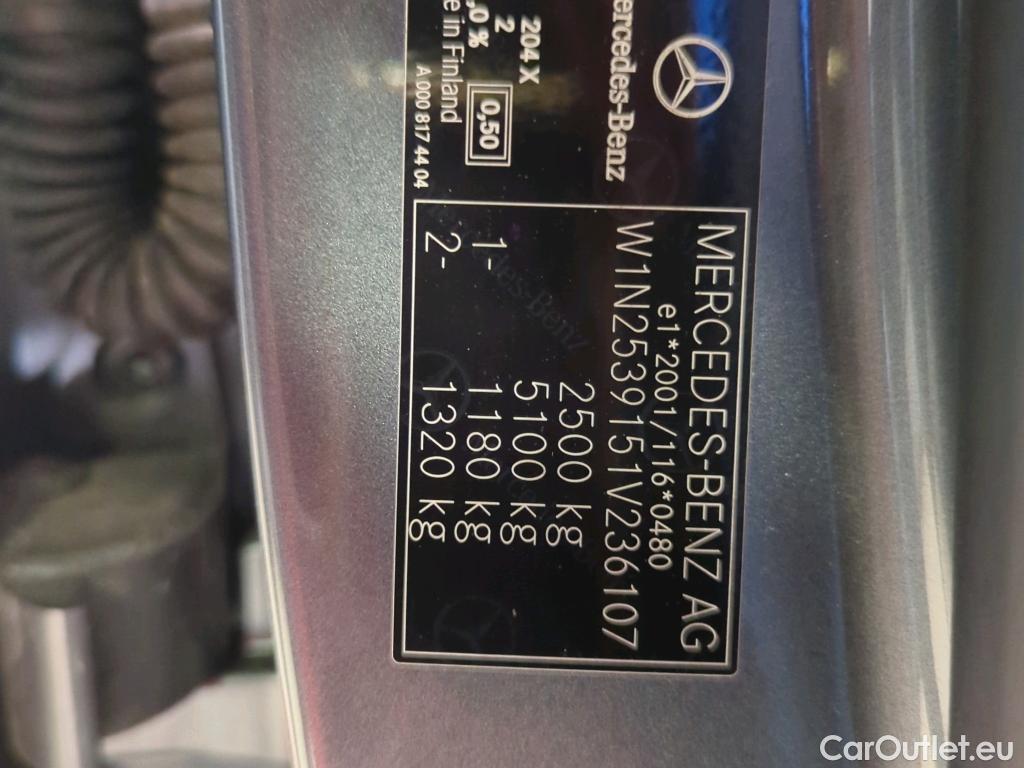 MERCEDES-BENZ AG
e1*2001/116*0480
W1N2539151V236107
2500 kg
5100 kg
1- 1180 kg
2- 1320 kg
Mercedes-Benz
204 X
2
,0 % 0,50
e in Finland
A 000 817 44 04
CarOutlet.eu